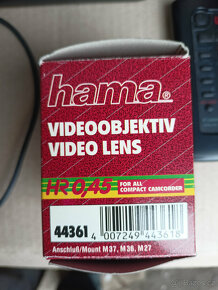 hama®
VIDEOOBJEKTIV
VIDEO LENS
HR 0,45 FOR ALL COMPACT CAMCORDER
44361
4 007249 443618
Anschluß/Mount M37, M36, M27